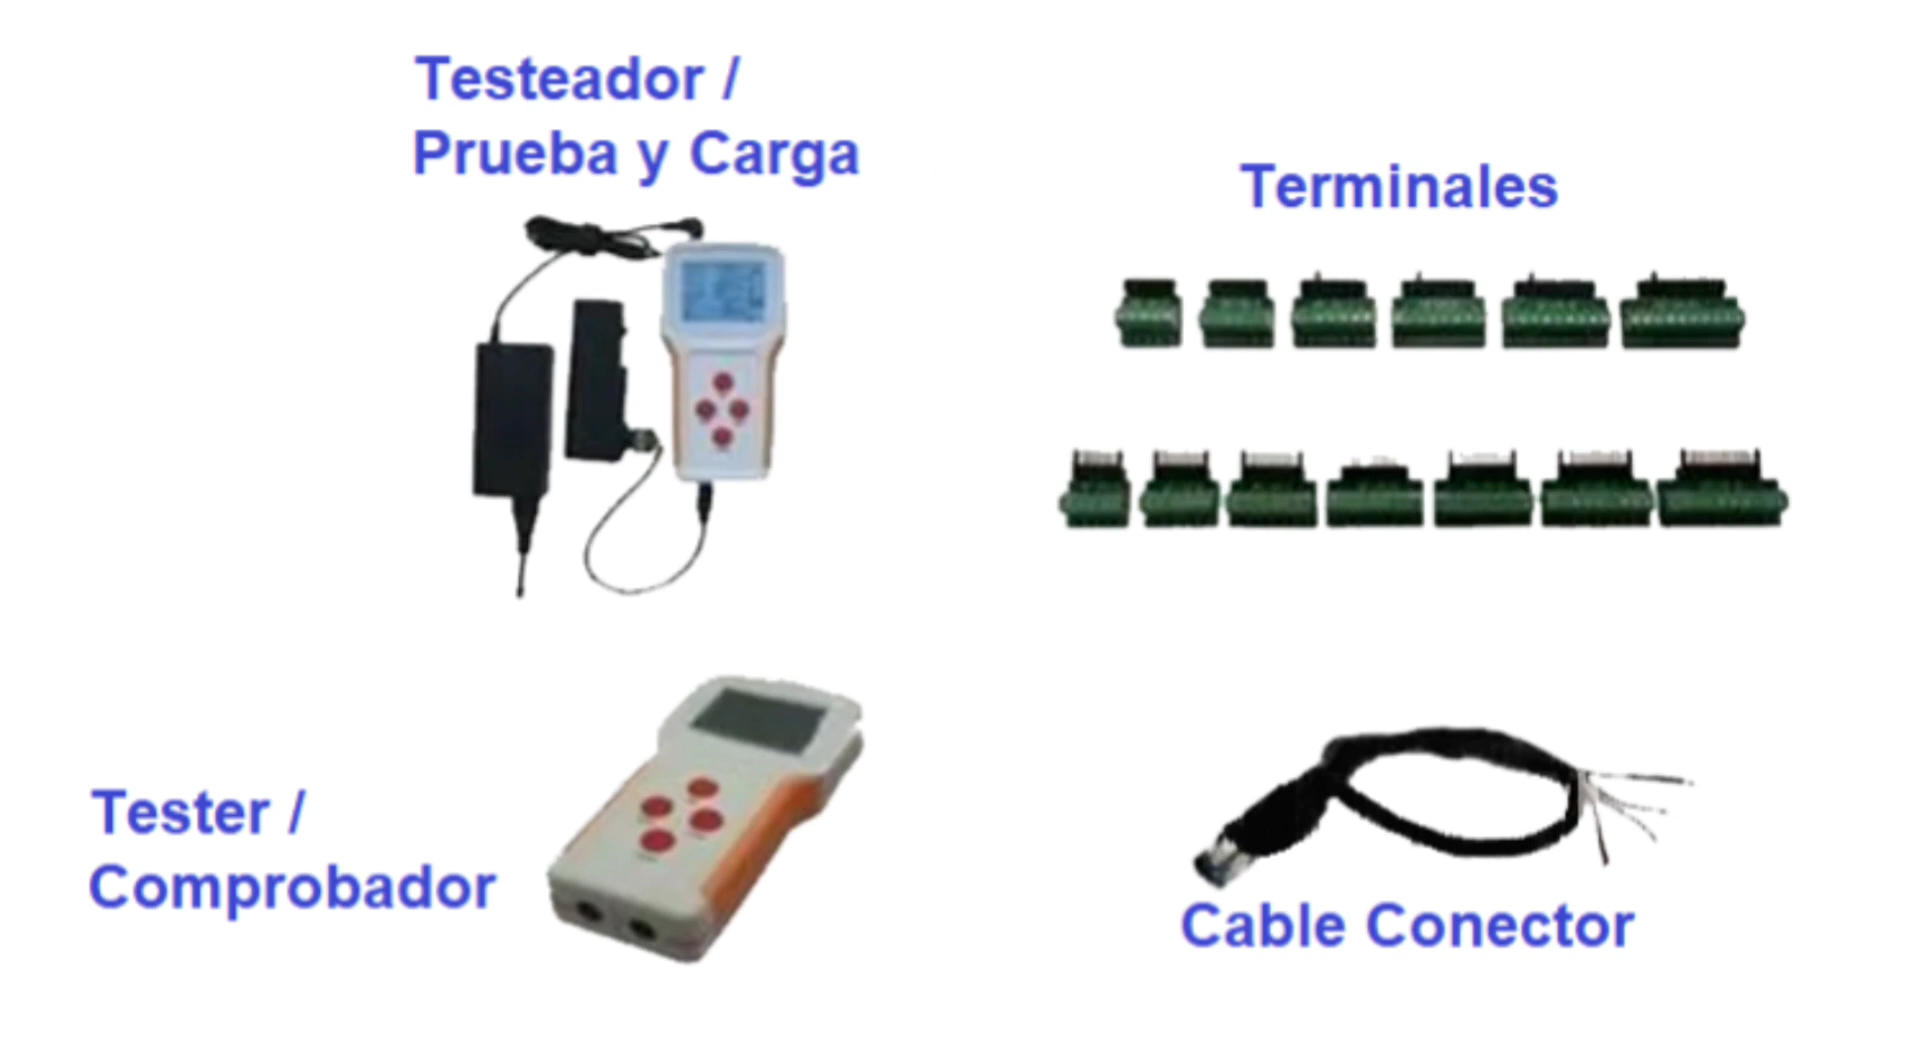 Testeador /
Prueba y Carga
Terminales
Tester /
Comprobador
Cable Conector